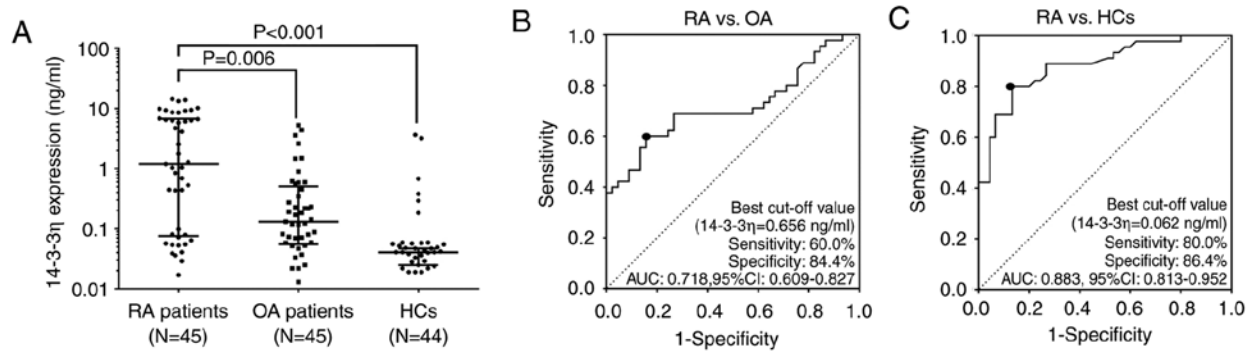 A
P<0.001
P=0.006
14-3-3η expression (ng/ml)
100
10
1
0.1
0.01
RA patients
(N=45)
OA patients
(N=45)
HCs
(N=44)
B
RA vs. OA
Sensitivity
1.0
0.8
0.6
0.4
0.2
0.0
Best cut-off value
(14-3-3η=0.656 ng/ml)
Sensitivity: 60.0%
Specificity: 84.4%
AUC: 0.718,95%CI: 0.609-0.827
0.0 0.2 0.4 0.6 0.8 1.0
1-Specificity
C
RA vs. HCs
Sensitivity
1.0
0.8
0.6
0.4
0.2
0.0
Best cut-off value
(14-3-3η=0.062 ng/ml)
Sensitivity: 80.0%
Specificity: 86.4%
AUC: 0.883, 95%CI: 0.813-0.952
0.0 0.2 0.4 0.6 0.8 1.0
1-Specificity